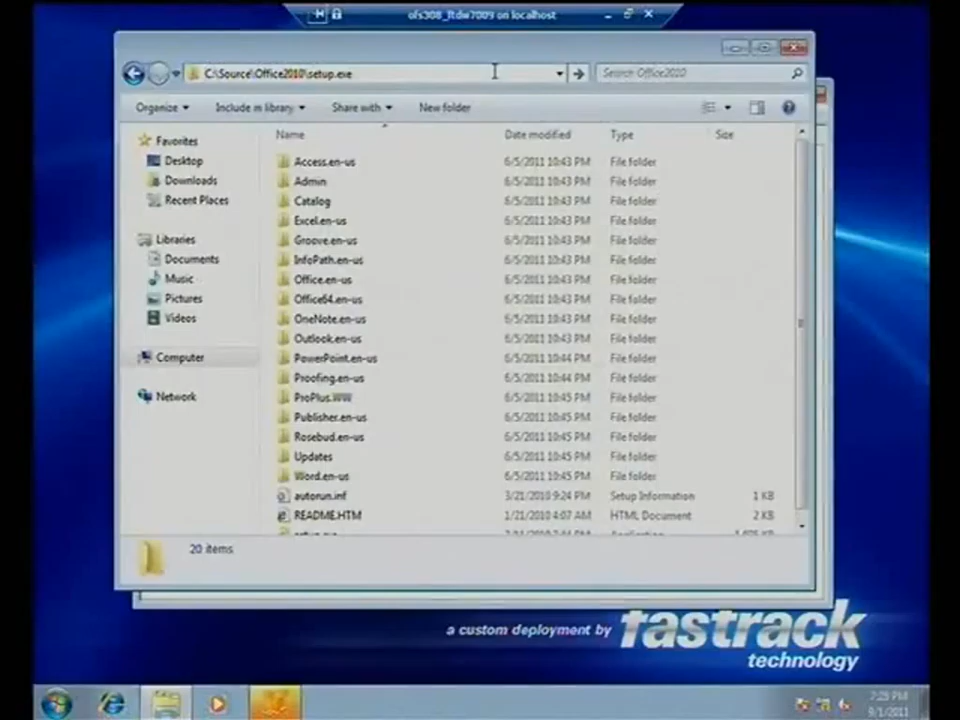 ols308_ftdw7009 on localhost
C:\Source\Office2010\setup.exe
Search Office2010
Organize
Include in library
Share with
New folder
Name
Date modified
Type
Size
Favorites
Desktop
Downloads
Recent Places
Libraries
Documents
Music
Pictures
Videos
Computer
Network
Access.en-us 6/5/2011 10:43 PM File folder
Admin 6/5/2011 10:43 PM File folder
Catalog 6/5/2011 10:43 PM File folder
Excel.en-us 6/5/2011 10:43 PM File folder
Groove.en-us 6/5/2011 10:43 PM File folder
InfoPath.en-us 6/5/2011 10:43 PM File folder
Office.en-us 6/5/2011 10:43 PM File folder
Office64.en-us 6/5/2011 10:43 PM File folder
OneNote.en-us 6/5/2011 10:43 PM File folder
Outlook.en-us 6/5/2011 10:43 PM File folder
PowerPoint.en-us 6/5/2011 10:44 PM File folder
Proofing.en-us 6/5/2011 10:44 PM File folder
ProPlus.WW 6/5/2011 10:45 PM File folder
Publisher.en-us 6/5/2011 10:45 PM File folder
Rosebud.en-us 6/5/2011 10:45 PM File folder
Updates 6/5/2011 10:45 PM File folder
Word.en-us 6/5/2011 10:45 PM File folder
autorun.inf 3/21/2010 9:24 PM Setup Information 1 KB
README.HTM 1/21/2010 4:07 AM HTML Document 2 KB
20 items
a custom deployment by fastrack
technology
7:29 PM
9/1/2011